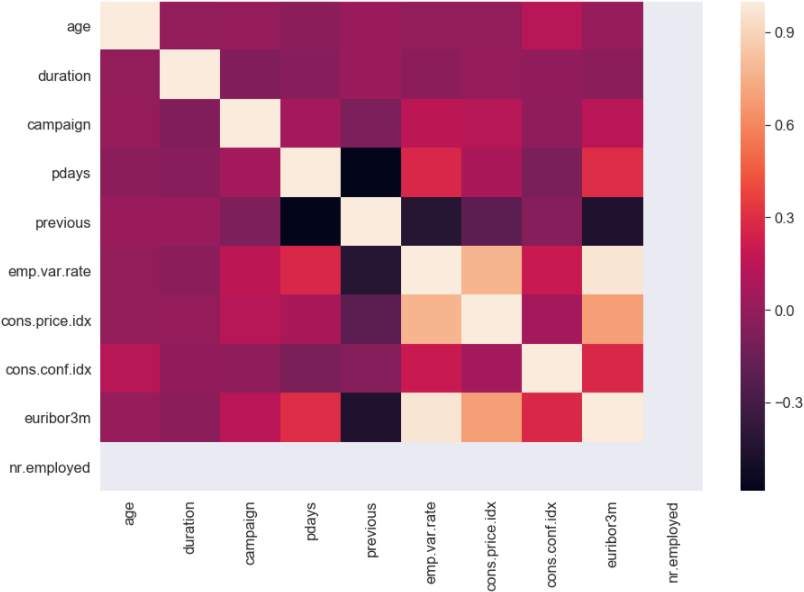 age
duration
campaign
pdays
previous
emp.var.rate
cons.price.idx
cons.conf.idx
euribor3m
nr.employed
age
duration
campaign
pdays
previous
emp.var.rate
cons.price.idx
cons.conf.idx
euribor3m
nr.employed
0.9
0.6
0.3
0.0
-0.3